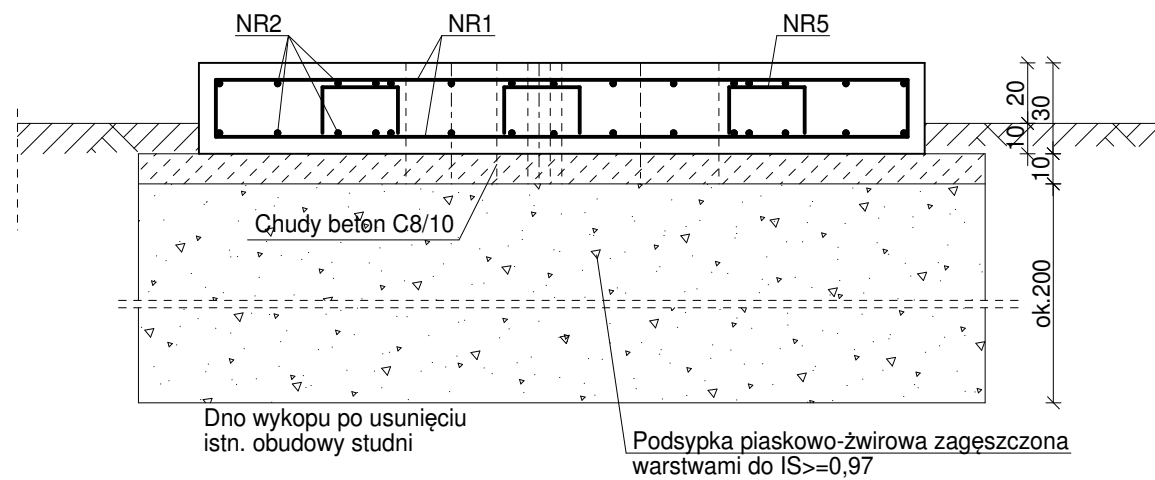 NR2
NR1
NR5
20
30
10
10
Chudy beton C8/10
ok.200
Dno wykopu po usunięciu
istn. obudowy studni
Podsypka piaskowo-żwirowa zagęszczona
warstwami do IS>=0,97